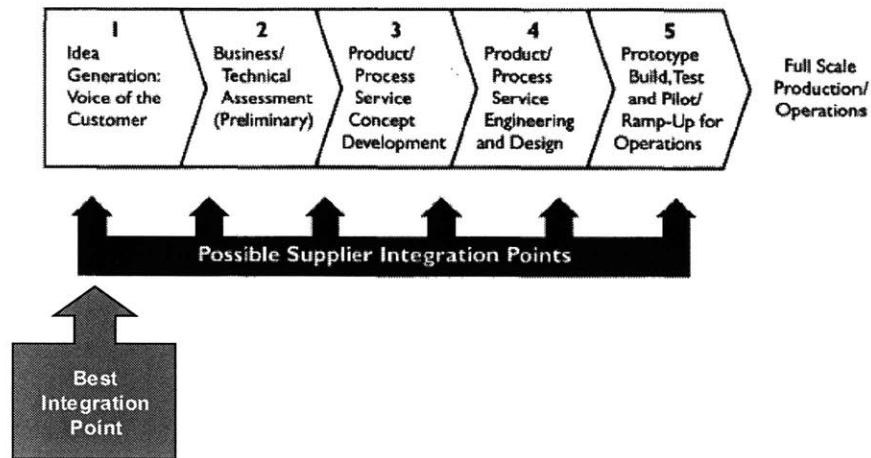 1
Idea
Generation:
Voice of the
Customer
2
Business/
Technical
Assessment
(Preliminary)
3
Product/
Process
Service
Concept
Development
4
Product/
Process
Service
Engineering
and Design
5
Prototype
Build, Test
and Pilot/
Ramp-Up for
Operations
Full Scale
Production/
Operations
Possible Supplier Integration Points
Best
Integration
Point